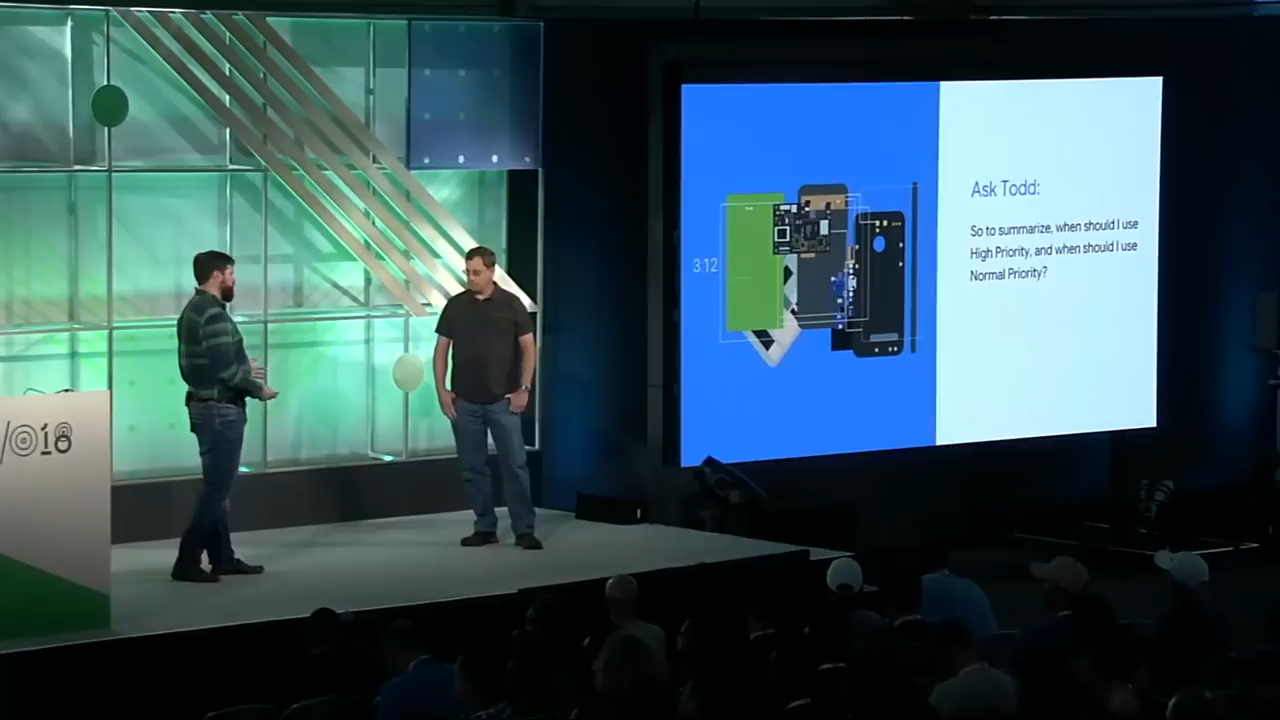 /O18
3:12
Ask Todd:
So to summarize, when should I use
High Priority, and when should I use
Normal Priority?